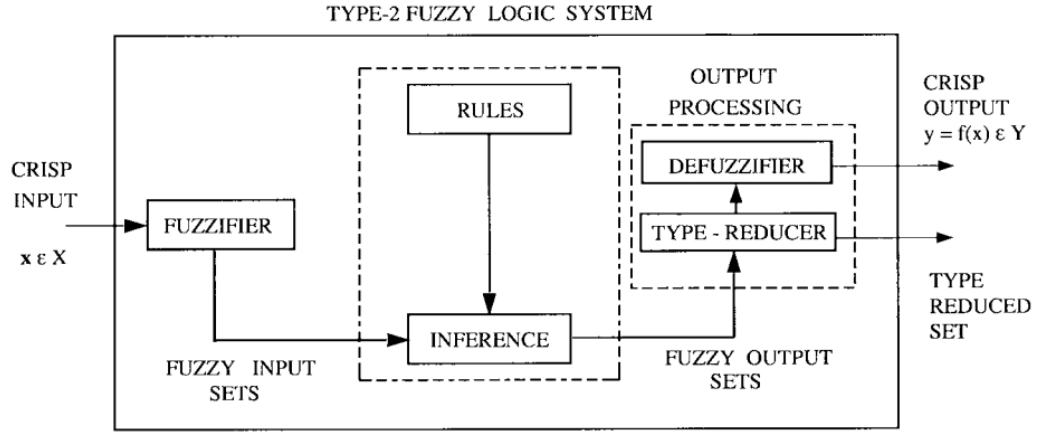 TYPE-2 FUZZY LOGIC SYSTEM
OUTPUT
PROCESSING
CRISP
OUTPUT
y = f(x) ε Y
RULES
DEFUZZIFIER
CRISP
INPUT
x ε X
FUZZIFIER
TYPE - REDUCER
TYPE
REDUCED
SET
INFERENCE
FUZZY INPUT
SETS
FUZZY OUTPUT
SETS